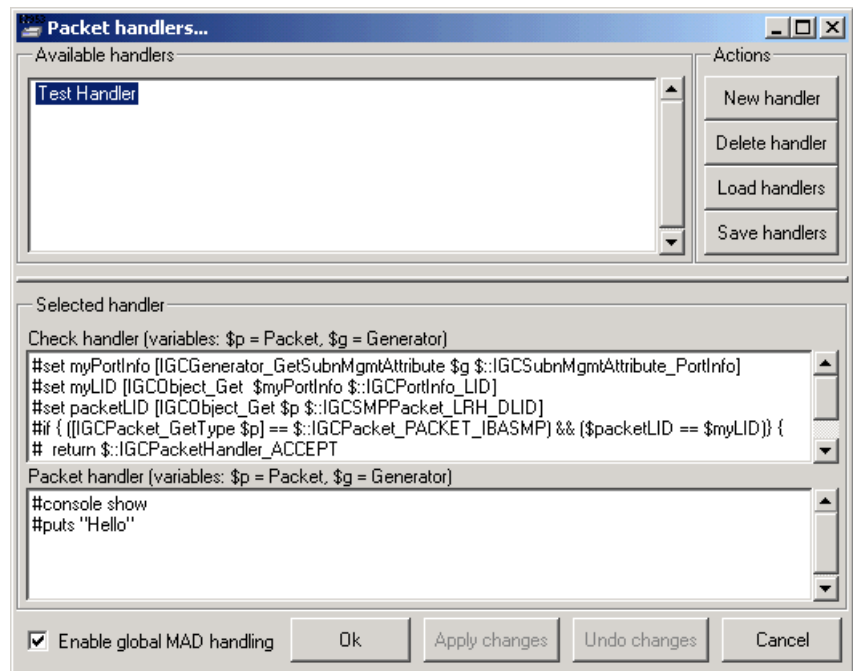 Packet handlers...
Available handlers
Test Handler
Actions
New handler
Delete handler
Load handlers
Save handlers
Selected handler
Check handler (variables: $p = Packet, $g = Generator)
#set myPortInfo [IGCGenerator_GetSubnMgmtAttribute $g $::IGCSubnMgmtAttribute_PortInfo]
#set myLID [IGCObject_Get  $myPortInfo $::IGCPortInfo_LID]
#set packetLID [IGCObject_Get $p $::IGCSMPPacket_LRH_DLID]
#if { ([IGCPacket_GetType $p] == $::IGCPacket_PACKET_IBASMP) && ($packetLID == $myLID)} {
#  return $::IGCPacketHandler_ACCEPT
Packet handler (variables: $p = Packet, $g = Generator)
#console show
#puts "Hello"
Enable global MAD handling
Ok
Apply changes
Undo changes
Cancel